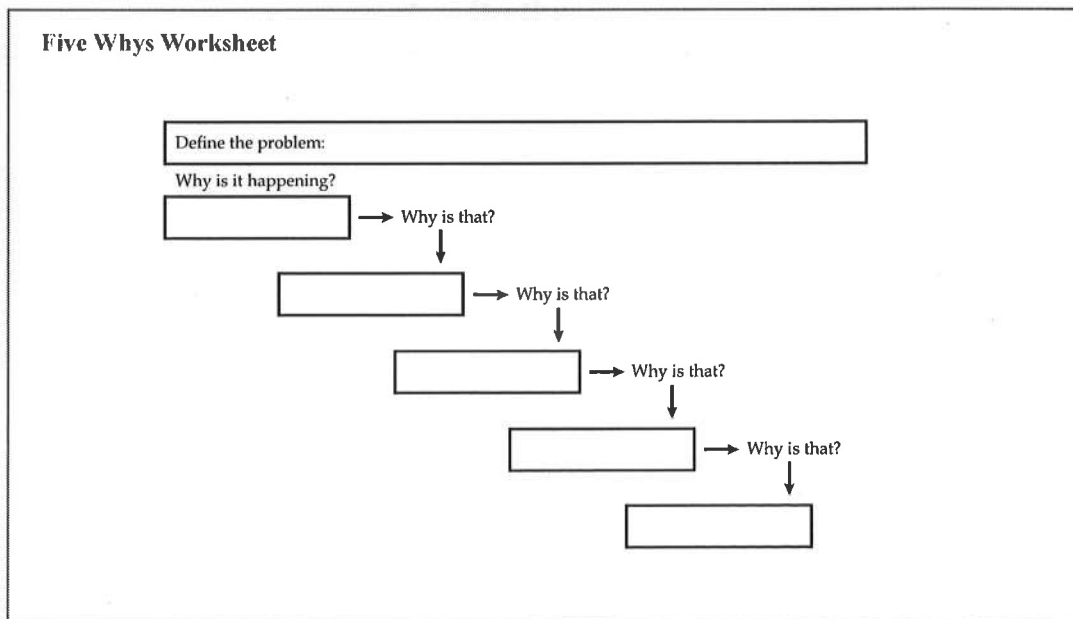 Five Whys Worksheet
Define the problem:
Why is it happening?
Why is that?
Why is that?
Why is that?
Why is that?